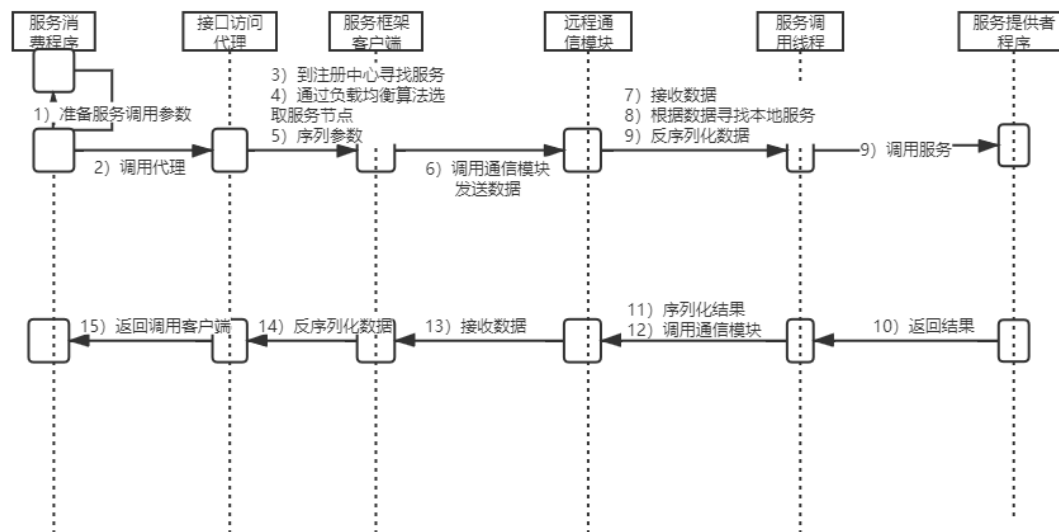 服务消
费程序
接口访问
代理
服务框架
客户端
远程通
信模块
服务调
用线程
服务提供者
程序
1）准备服务调用参数
2）调用代理
3）到注册中心寻找服务
4）通过负载均衡算法选
取服务节点
5）序列参数
6）调用通信模块
发送数据
7）接收数据
8）根据数据寻找本地服务
9）反序列化数据
9）调用服务
10）返回结果
11）序列化结果
12）调用通信模块
13）接收数据
14）反序列化数据
15）返回调用客户端